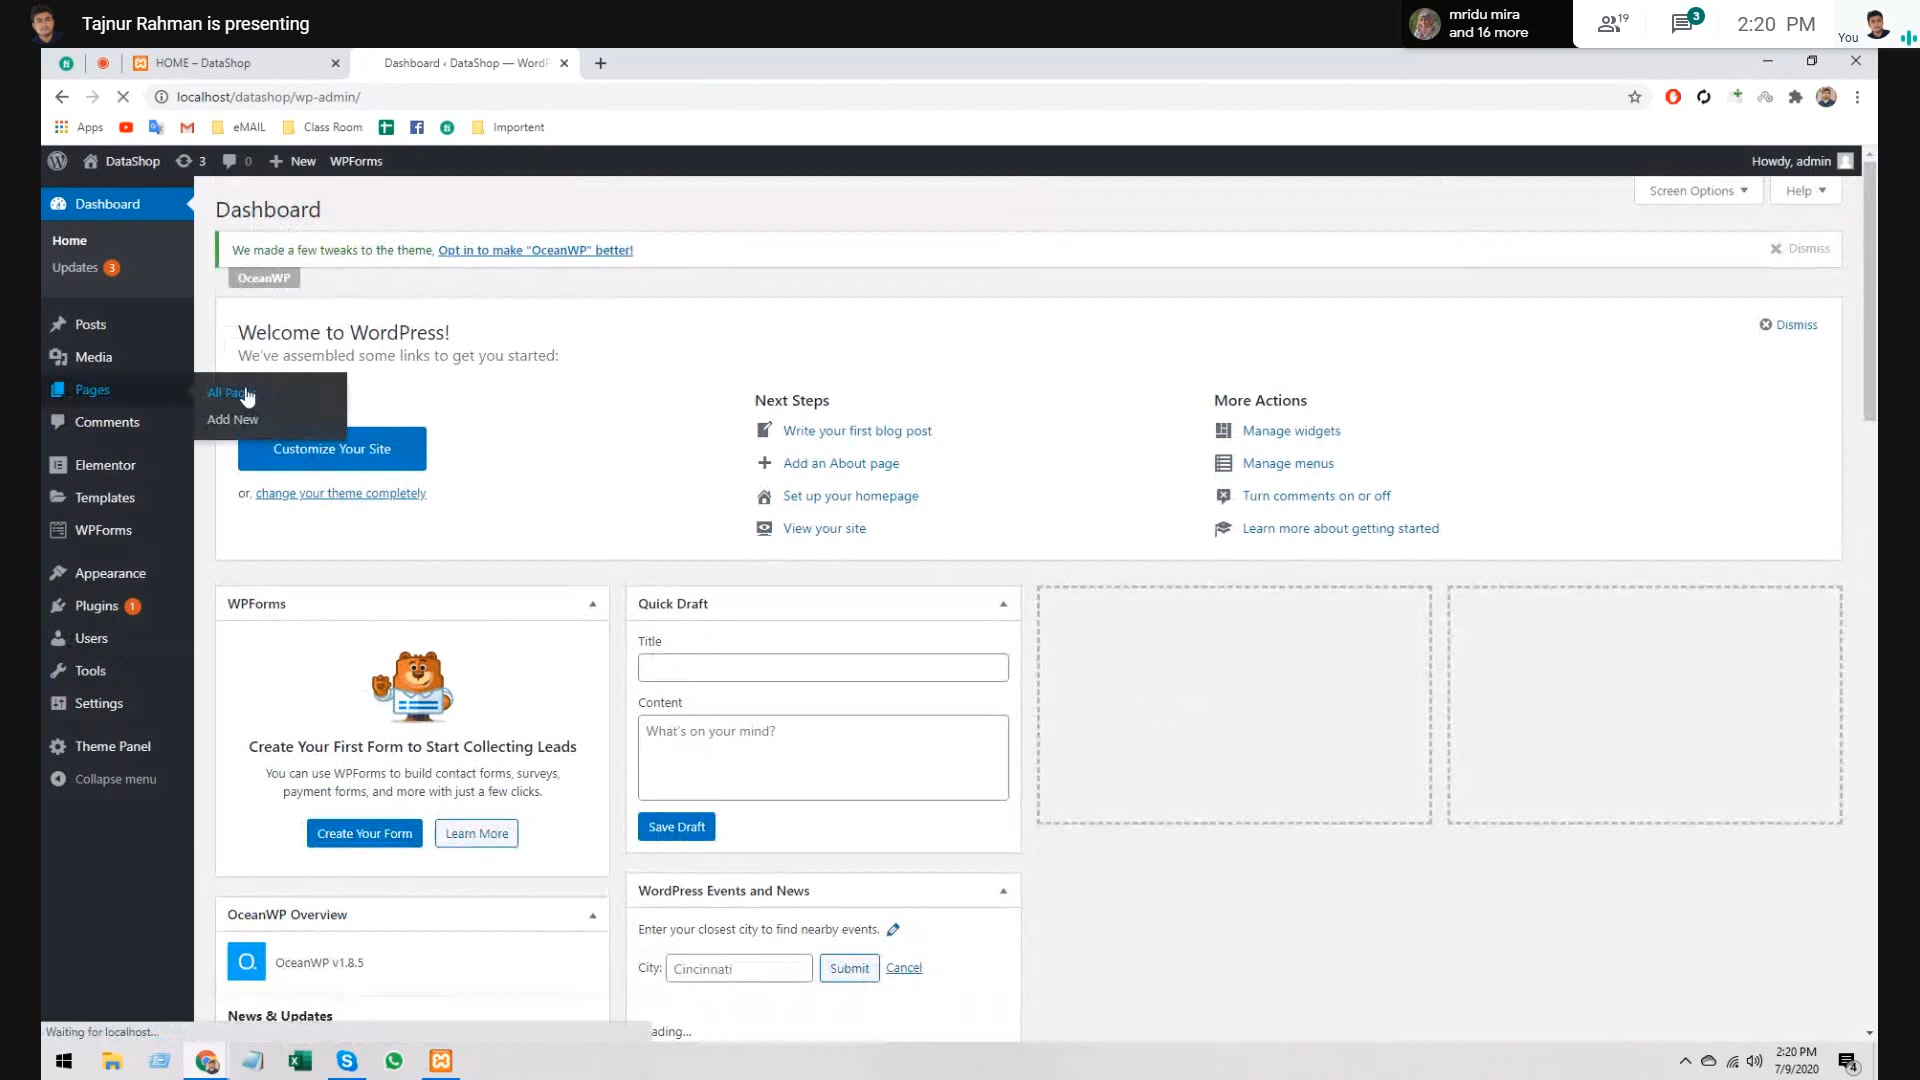 Tajnur Rahman is presenting
mridu mira
and 16 more
19
3
2:20 PM
You
HOME – DataShop
Dashboard ‹ DataShop — WordP
localhost/datashop/wp-admin/
Apps
eMAIL
Class Room
Importent
DataShop
3
0
New
WPForms
Howdy, admin
Dashboard
Home
Updates 3
Posts
Media
Pages
Comments
Elementor
Templates
WPForms
Appearance
Plugins 1
Users
Tools
Settings
Theme Panel
Collapse menu
All Pages
Add New
Screen Options
Help
Dashboard
We made a few tweaks to the theme, Opt in to make "OceanWP" better!
Dismiss
OceanWP
Welcome to WordPress!
We've assembled some links to get you started:
Dismiss
Customize Your Site
or, change your theme completely
Next Steps
Write your first blog post
Add an About page
Set up your homepage
View your site
More Actions
Manage widgets
Manage menus
Turn comments on or off
Learn more about getting started
WPForms
Create Your First Form to Start Collecting Leads
You can use WPForms to build contact forms, surveys,
payment forms, and more with just a few clicks.
Create Your Form
Learn More
OceanWP Overview
O.
OceanWP v1.8.5
News & Updates
Quick Draft
Title
Content
What's on your mind?
Save Draft
WordPress Events and News
Enter your closest city to find nearby events.
City:
Cincinnati
Submit
Cancel
ading...
Waiting for localhost...
2:20 PM
7/9/2020
4